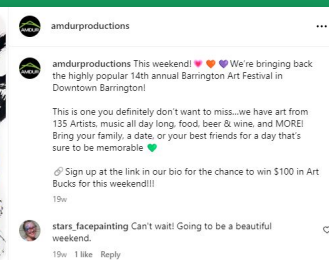 amdurproductions
AMDUR
amdurproductions This weekend! 💗 🧡 💜 We're bringing back
the highly popular 14th annual Barrington Art Festival in
Downtown Barrington!
This is one you definitely don't want to miss...we have art from
135 Artists, music all day long, food, beer & wine, and MORE!
Bring your family, a date, or your best friends for a day that's
sure to be memorable 💚
🔗 Sign up at the link in our bio for the chance to win $100 in Art
Bucks for this weekend!!!
19w
stars_facepainting Can't wait! Going to be a beautiful
weekend.
19w 1 like Reply